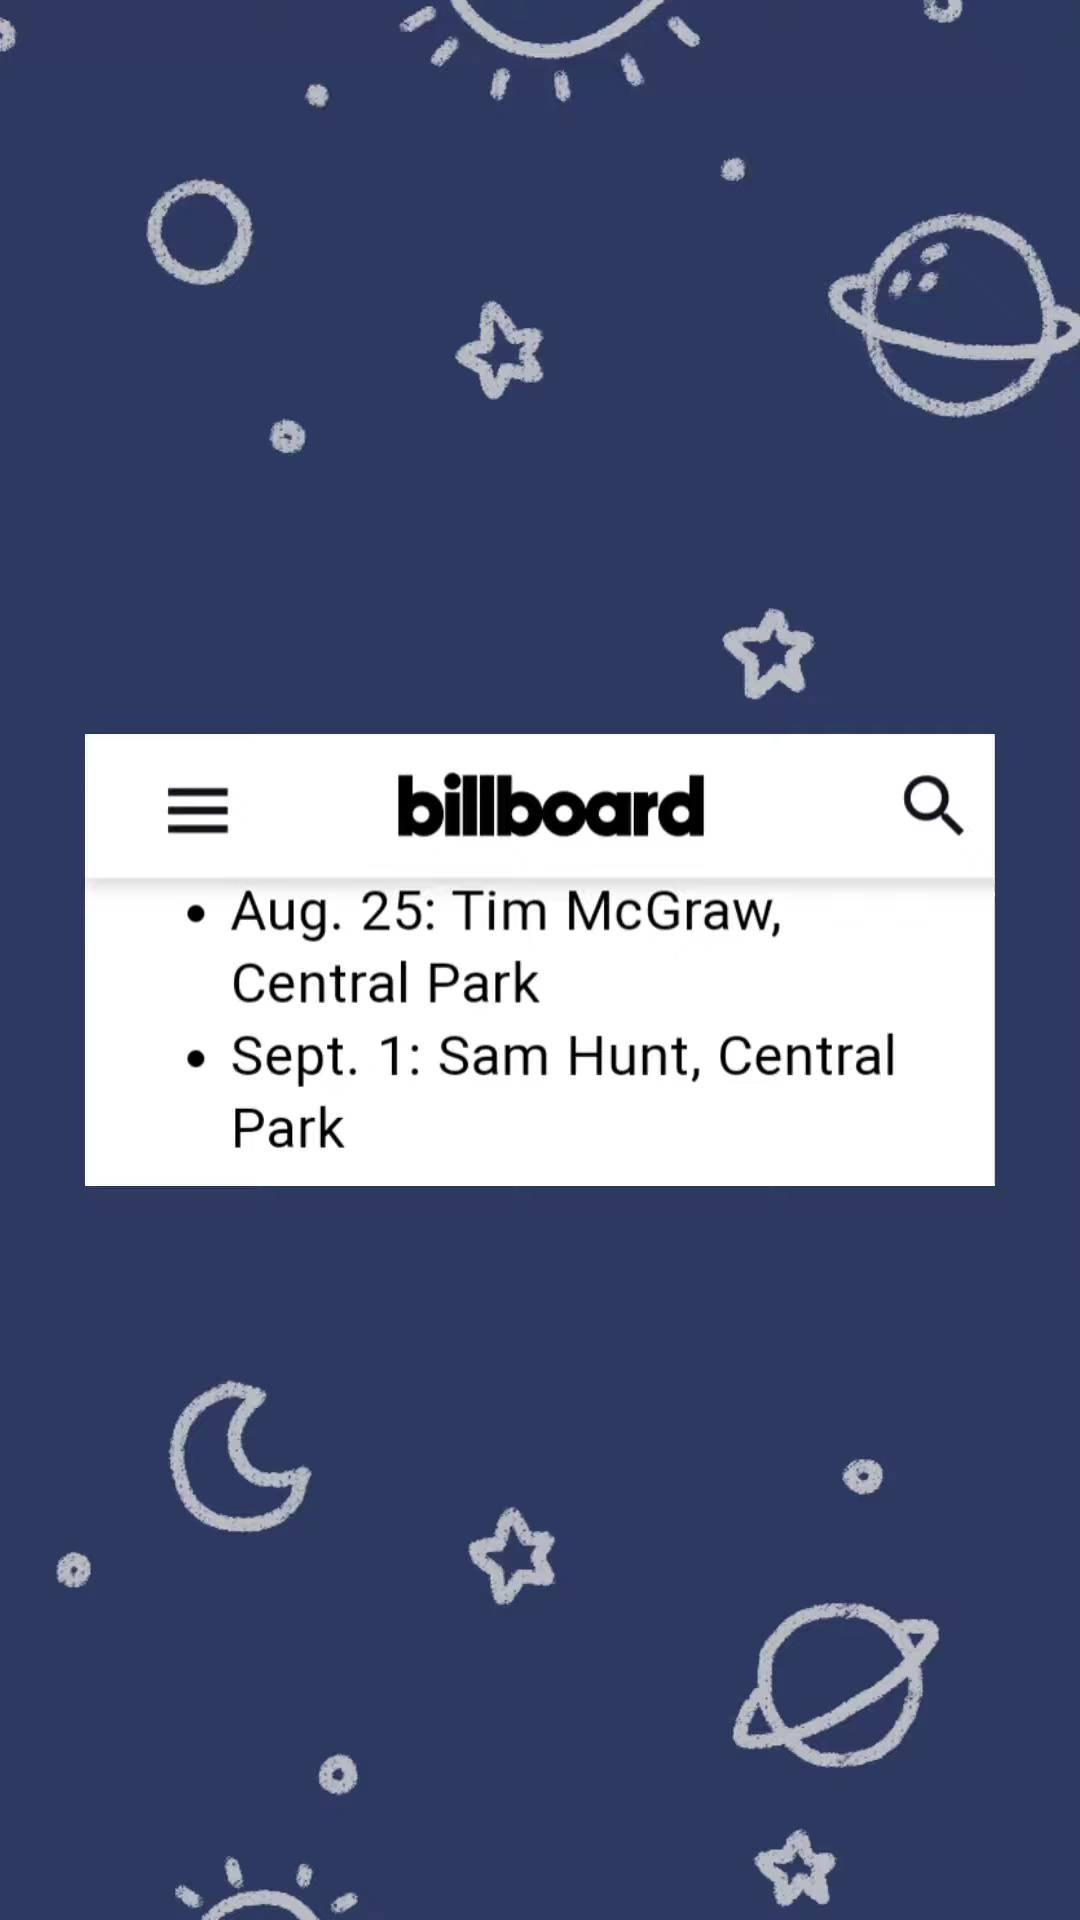 billboard
• Aug. 25: Tim McGraw,
Central Park
• Sept. 1: Sam Hunt, Central
Park